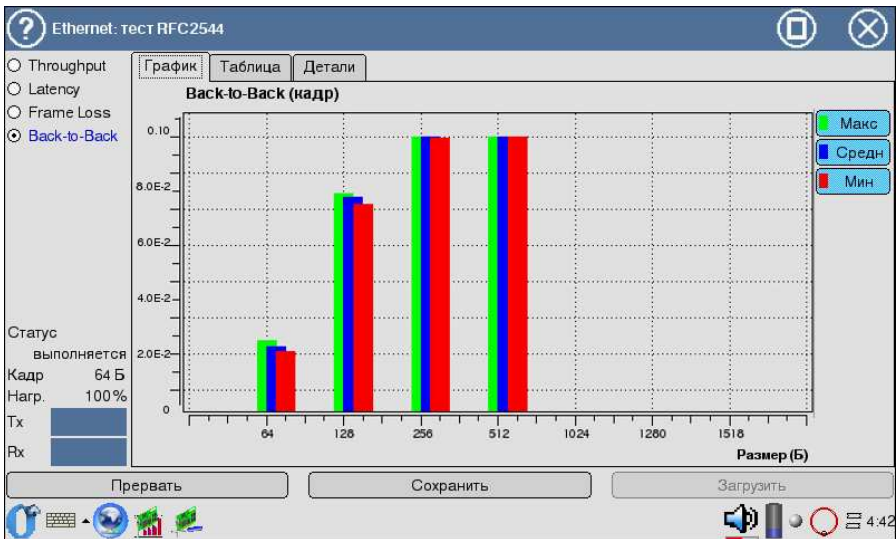 Ethernet: тест RFC2544
Throughput
Latency
Frame Loss
Back-to-Back
График Таблица Детали
Back-to-Back (кадр)
0.10
8.0E-2
6.0E-2
4.0E-2
2.0E-2
0
64 128 256 512 1024 1280 1518
Размер (Б)
Макс
Средн
Мин
Статус
выполняется
Кадр 64 Б
Нагр. 100%
Tx
Rx
Прервать Сохранить Загрузить
4:42